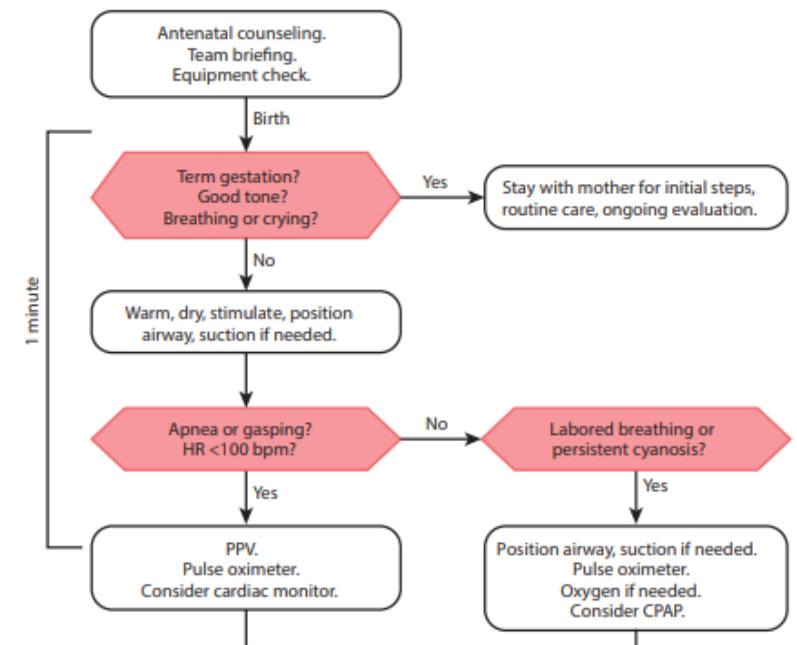 Antenatal counseling.
Team briefing.
Equipment check.
Birth
Term gestation?
Good tone?
Breathing or crying?
Yes
Stay with mother for initial steps,
routine care, ongoing evaluation.
No
1 minute
Warm, dry, stimulate, position
airway, suction if needed.
Apnea or gasping?
HR <100 bpm?
No
Labored breathing or
persistent cyanosis?
Yes
Yes
PPV.
Pulse oximeter.
Consider cardiac monitor.
Position airway, suction if needed.
Pulse oximeter.
Oxygen if needed.
Consider CPAP.